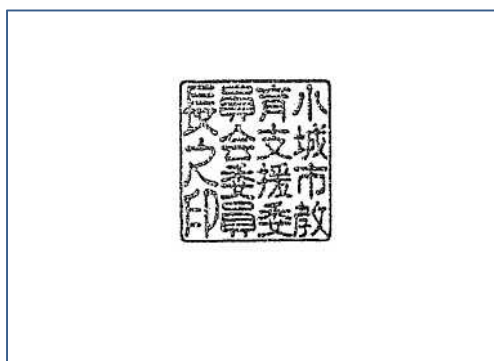 小城市教
育支援委
員会委員
長之印